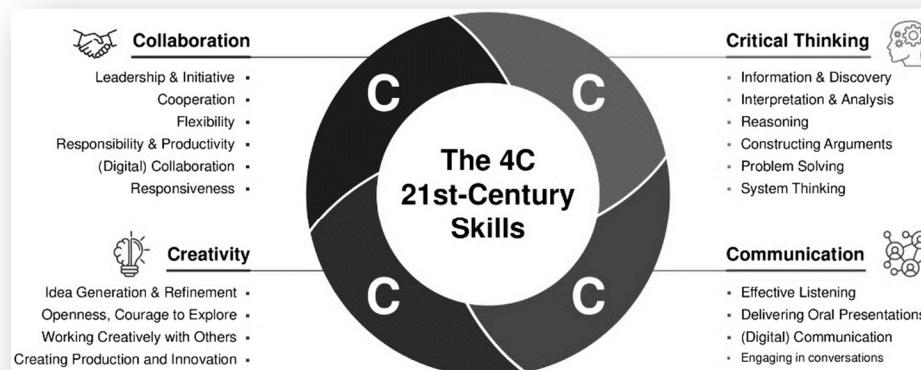 Collaboration
Leadership & Initiative
Cooperation
Flexibility
Responsibility & Productivity
(Digital) Collaboration
Responsiveness
Critical Thinking
Information & Discovery
Interpretation & Analysis
Reasoning
Constructing Arguments
Problem Solving
System Thinking
C
C
The 4C
21st-Century
Skills
C
C
Creativity
Idea Generation & Refinement
Openness, Courage to Explore
Working Creatively with Others
Creating Production and Innovation
Communication
Effective Listening
Delivering Oral Presentations
(Digital) Communication
Engaging in conversations